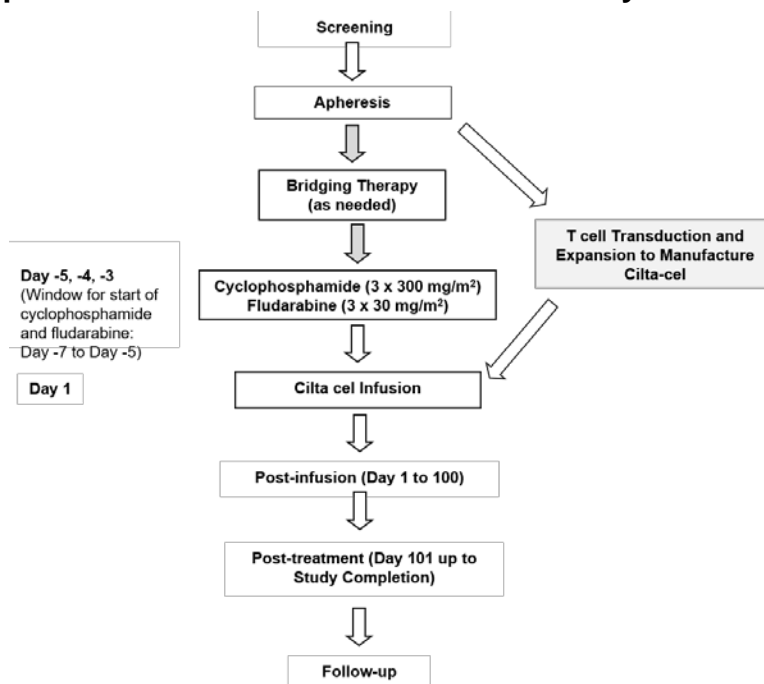 Screening
Apheresis
Bridging Therapy
(as needed)
T cell Transduction and
Expansion to Manufacture
Cilta-cel
Day -5, -4, -3
(Window for start of
cyclophosphamide
and fludarabine:
Day -7 to Day -5)
Cyclophosphamide (3 x 300 mg/m²)
Fludarabine (3 x 30 mg/m²)
Day 1
Cilta cel Infusion
Post-infusion (Day 1 to 100)
Post-treatment (Day 101 up to
Study Completion)
Follow-up